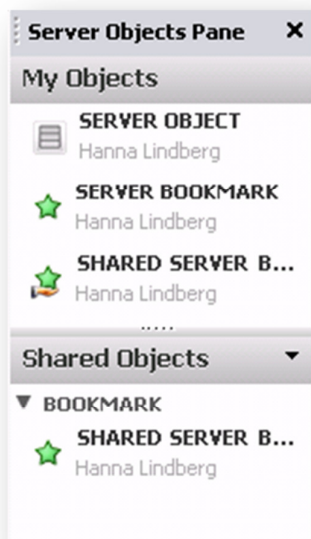 Server Objects Pane
My Objects
SERVER OBJECT
Hanna Lindberg
SERVER BOOKMARK
Hanna Lindberg
SHARED SERVER B...
Hanna Lindberg
Shared Objects
BOOKMARK
SHARED SERVER B...
Hanna Lindberg